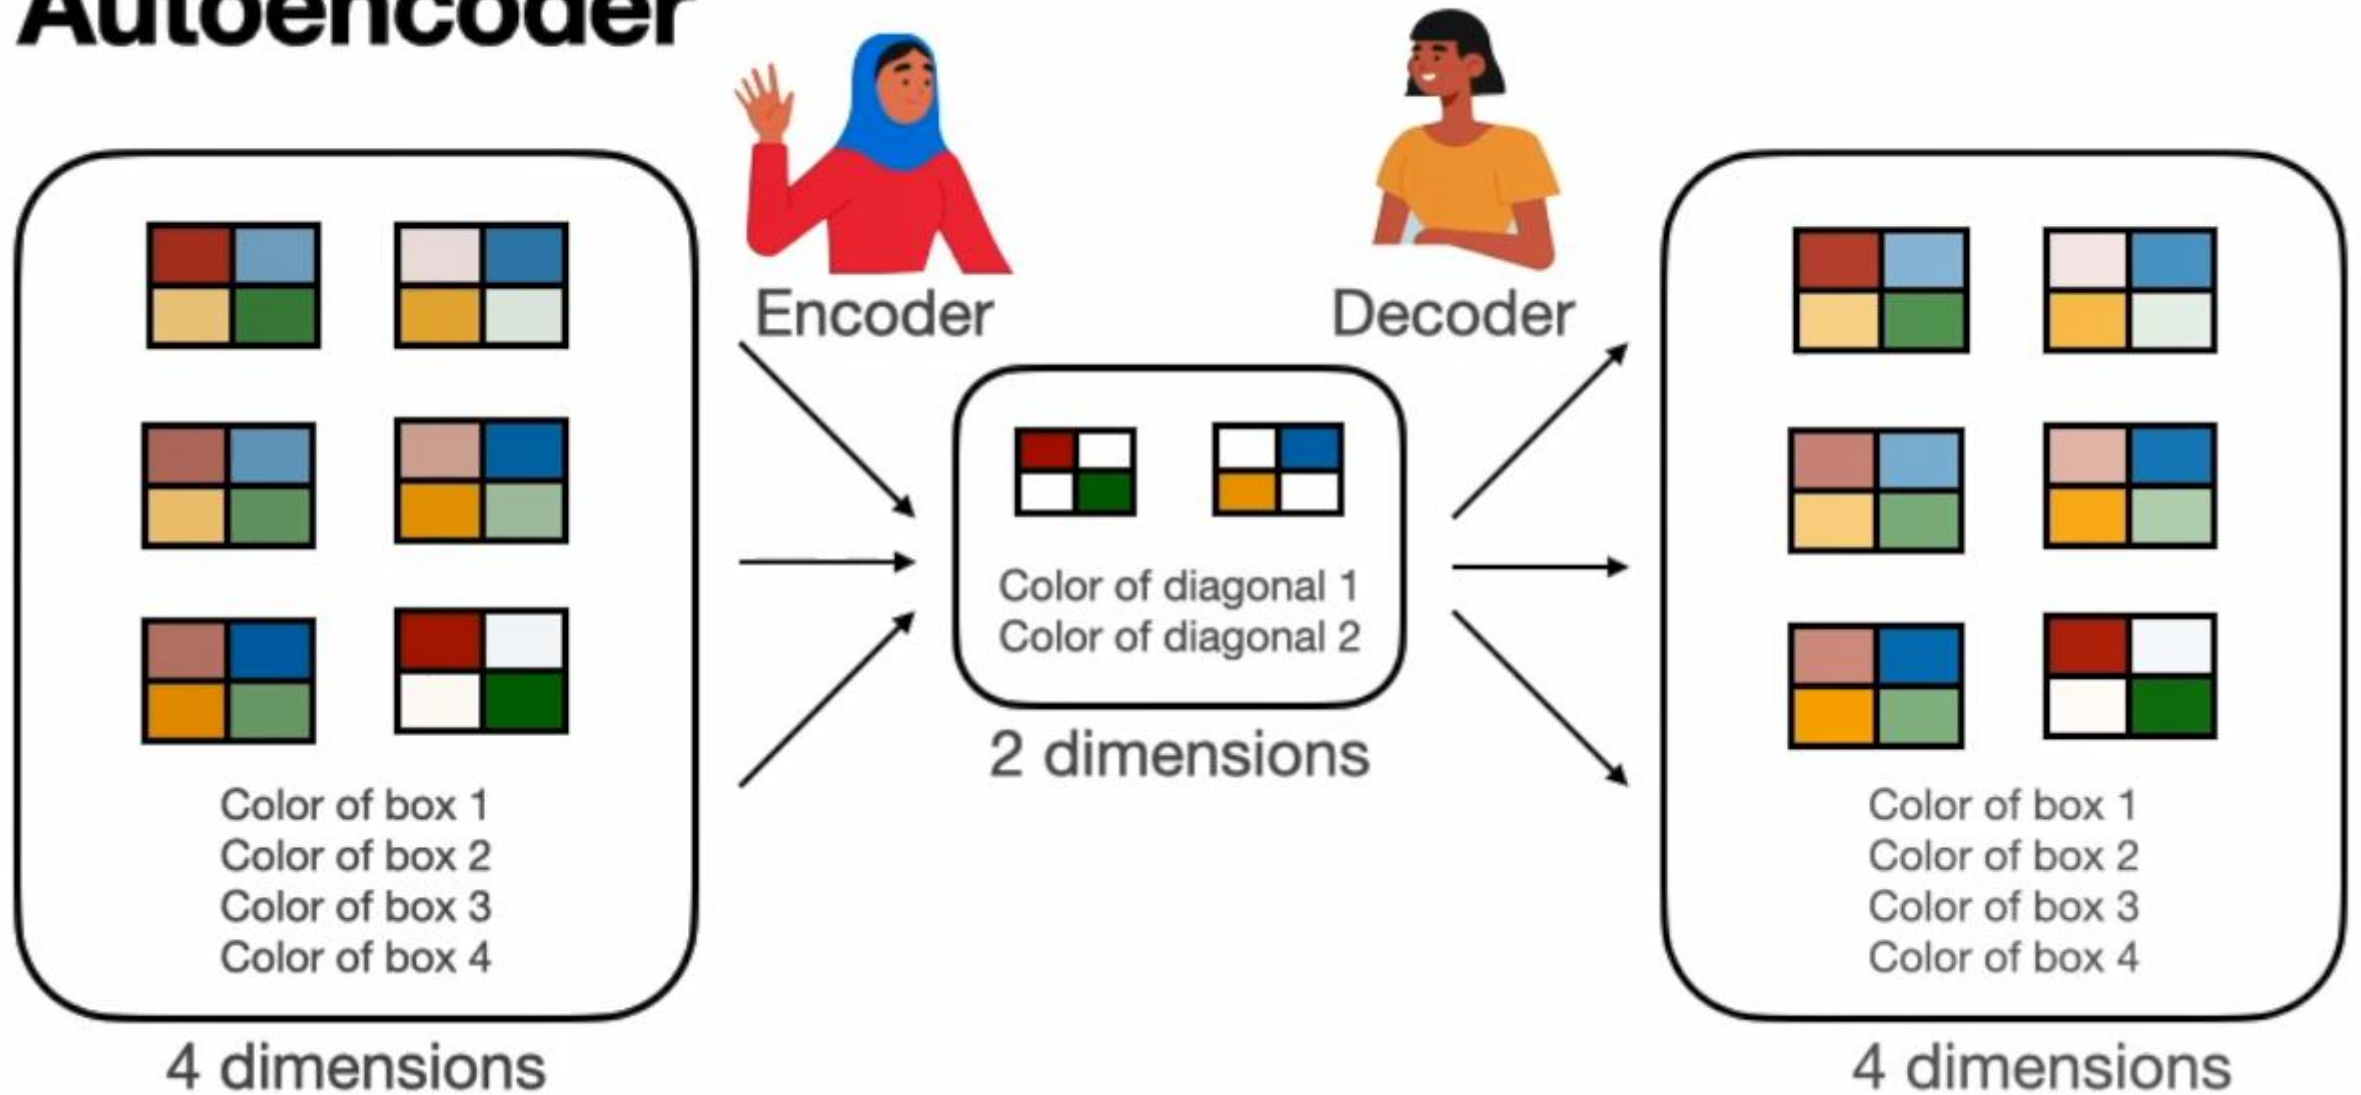 Autoencoder
Encoder
Decoder
Color of diagonal 1
Color of diagonal 2
2 dimensions
Color of box 1
Color of box 2
Color of box 3
Color of box 4
4 dimensions
Color of box 1
Color of box 2
Color of box 3
Color of box 4
4 dimensions